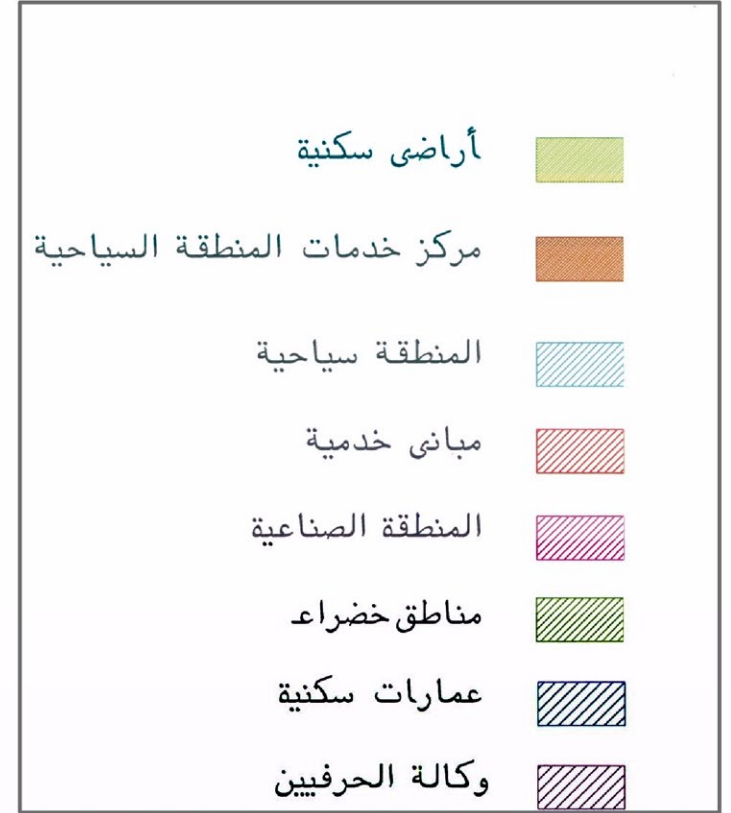 أراضى سكنية
مركز خدمات المنطقة السياحية
المنطقة سياحية
مبانى خدمية
المنطقة الصناعية
مناطق خضراء
عمارات سكنية
وكالة الحرفيين